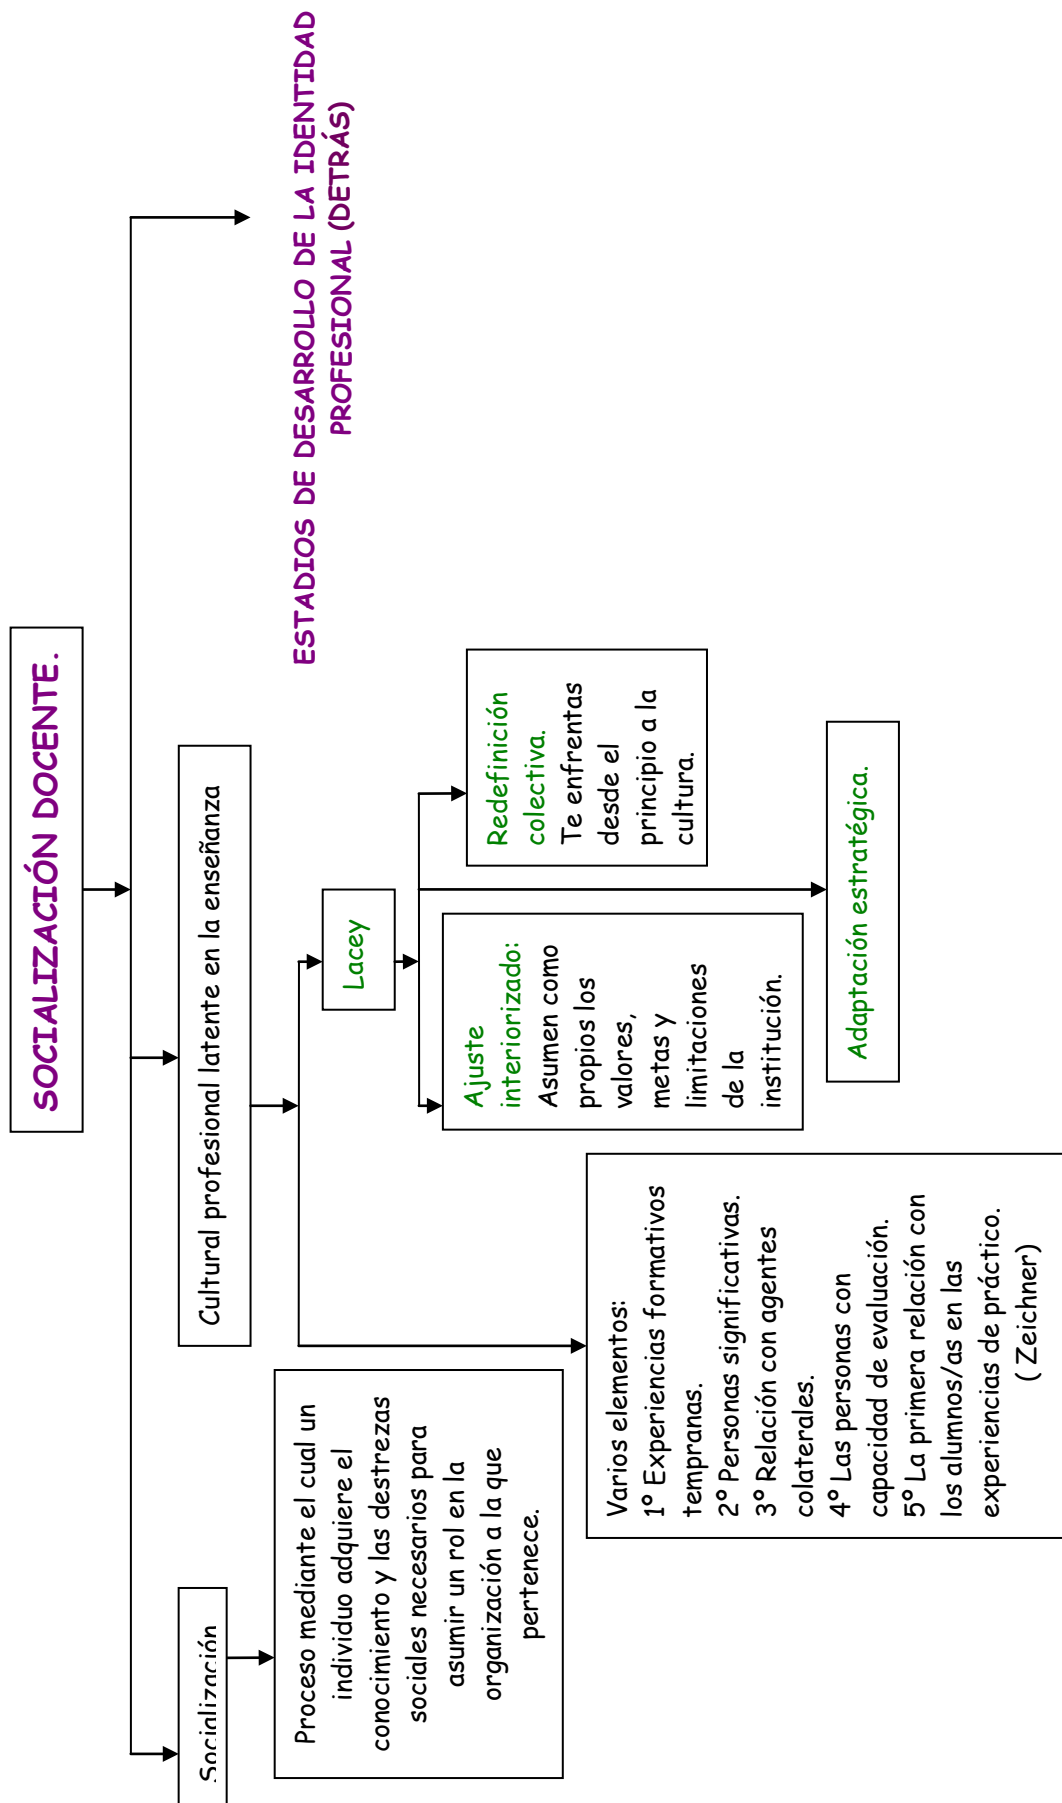 SOCIALIZACIÓN DOCENTE.
Socialización
Proceso mediante el cual un
individuo adquiere el
conocimiento y las destrezas
sociales necesarios para
asumir un rol en la
organización a la que
pertenece.
Cultural profesional latente en la enseñanza
Varios elementos:
1º Experiencias formativos
tempranas.
2º Personas significativas.
3º Relación con agentes
colaterales.
4º Las personas con
capacidad de evaluación.
5º La primera relación con
los alumnos/as en las
experiencias de práctico.
( Zeichner)
Lacey
Ajuste
interiorizado:
Asumen como
propios los
valores,
metas y
limitaciones
de la
institución.
Adaptación estratégica.
Redefinición
colectiva.
Te enfrentas
desde el
principio a la
cultura.
ESTADIOS DE DESARROLLO DE LA IDENTIDAD
PROFESIONAL (DETRÁS)